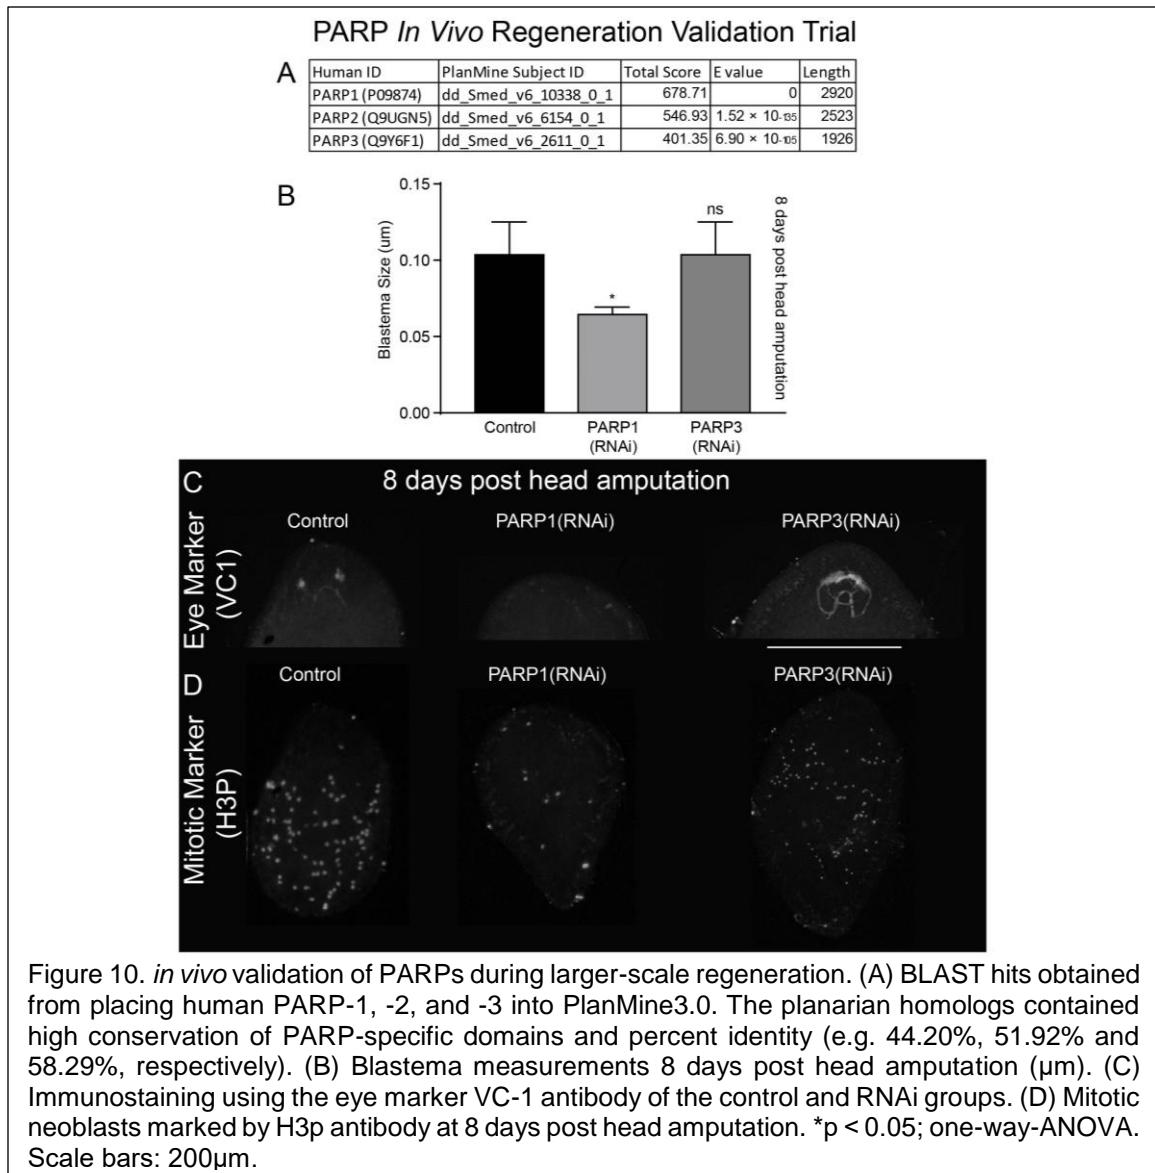 PARP In Vivo Regeneration Validation Trial
A
Human ID PlanMine Subject ID Total Score E value Length
PARP1 (P09874) dd_Smed_v6_10338_0_1 678.71 0 2920
PARP2 (Q9UGN5) dd_Smed_v6_6154_0_1 546.93 1.52 × 10-135 2523
PARP3 (Q9Y6F1) dd_Smed_v6_2611_0_1 401.35 6.90 × 10-105 1926
B
Blastema Size (um)
0.15
0.10
0.05
0.00
*
ns
Control PARP1 (RNAi) PARP3 (RNAi)
8 days post head amputation
C
8 days post head amputation
Eye Marker (VC1)
Control PARP1(RNAi) PARP3(RNAi)
D
Mitotic Marker (H3P)
Control PARP1(RNAi) PARP3(RNAi)
Figure 10. in vivo validation of PARPs during larger-scale regeneration. (A) BLAST hits obtained
from placing human PARP-1, -2, and -3 into PlanMine3.0. The planarian homologs contained
high conservation of PARP-specific domains and percent identity (e.g. 44.20%, 51.92% and
58.29%, respectively). (B) Blastema measurements 8 days post head amputation (µm). (C)
Immunostaining using the eye marker VC-1 antibody of the control and RNAi groups. (D) Mitotic
neoblasts marked by H3p antibody at 8 days post head amputation. *p < 0.05; one-way-ANOVA.
Scale bars: 200µm.